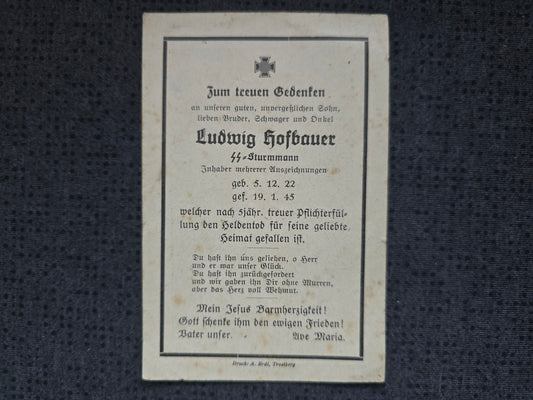 Zum treuen Gedenken
an unseren guten, unvergeßlichen Sohn,
lieben Bruder, Schwager und Onkel
Ludwig Hofbauer
SS-Sturmmann
Inhaber mehrerer Auszeichnungen
geb. 5. 12. 22
gef. 19. 1. 45
welcher nach 5jähr. treuer Pflichterfül-
lung den Heldentod für seine geliebte
Heimat gefallen ist.
Du hast ihn uns geliehen, o Herr
und er war unser Glück.
Du hast ihn zurückgefordert
und wir gaben ihn Dir ohne Murren,
aber das Herz voll Wehmut.
Mein Jesus Barmherzigkeit!
Gott schenke ihm den ewigen Frieden!
Vater unser. Ave Maria.
Druck: A. Erdl, Trostberg